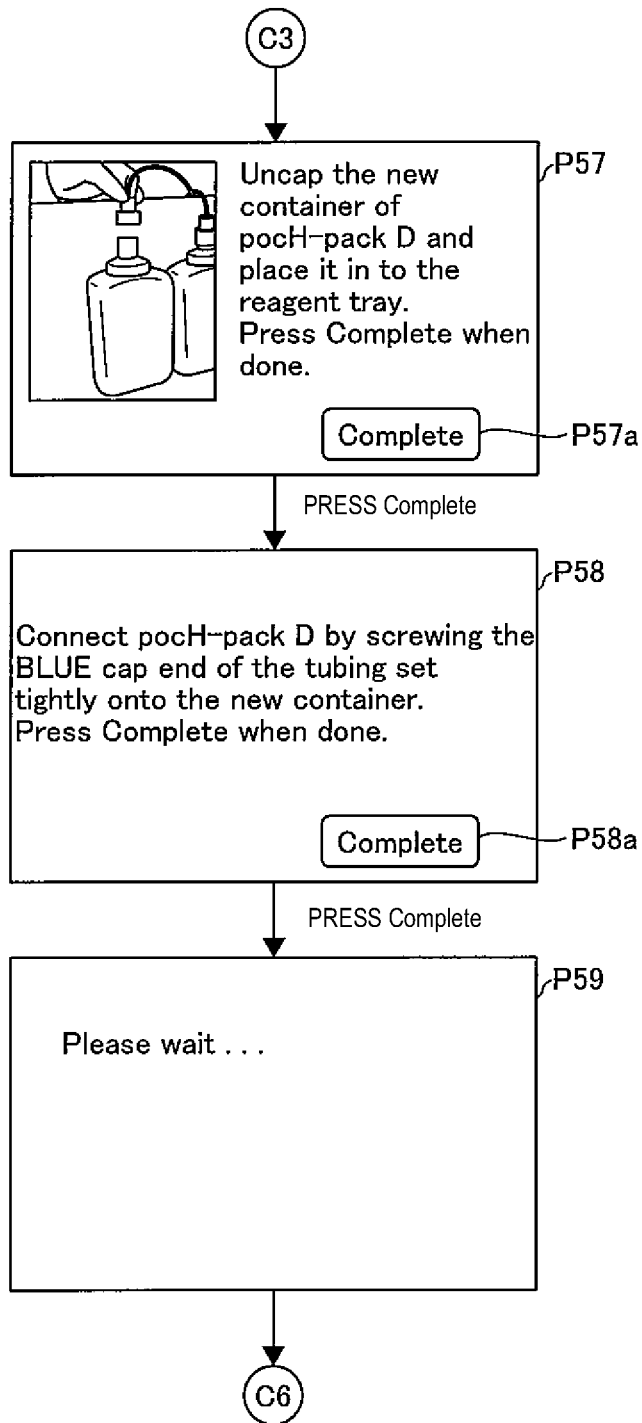 C3
P57
Uncap the new
container of
pocH-pack D and
place it in to the
reagent tray.
Press Complete when
done.
Complete
P57a
PRESS Complete
P58
Connect pocH-pack D by screwing the
BLUE cap end of the tubing set
tightly onto the new container.
Press Complete when done.
Complete
P58a
PRESS Complete
P59
Please wait . . .
C6